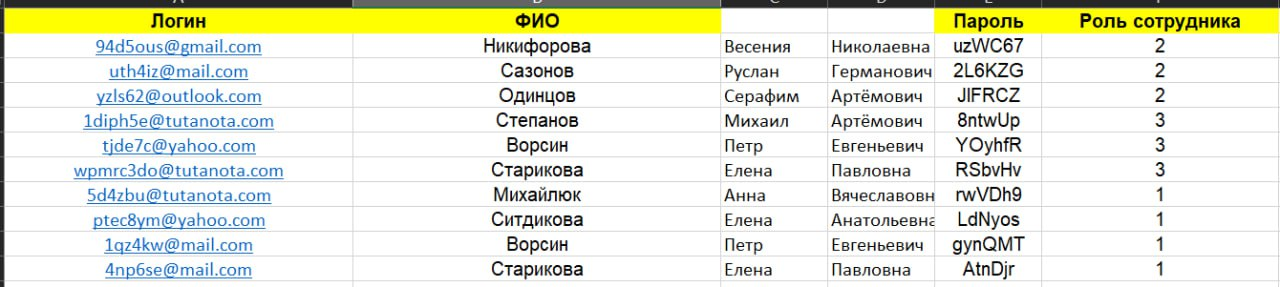 Логин ФИО Пароль Роль сотрудника
94d5ous@gmail.com Никифорова Весения Николаевна uzWC67 2
uth4iz@mail.com Сазонов Руслан Германович 2L6KZG 2
yzls62@outlook.com Одинцов Серафим Артёмович JlFRCZ 2
1diph5e@tutanota.com Степанов Михаил Артёмович 8ntwUp 3
tjde7c@yahoo.com Ворсин Петр Евгеньевич YOyhfR 3
wpmrc3do@tutanota.com Старикова Елена Павловна RSbvHv 3
5d4zbu@tutanota.com Михайлюк Анна Вячеславовн rwVDh9 1
ptec8ym@yahoo.com Ситдикова Елена Анатольевна LdNyos 1
1qz4kw@mail.com Ворсин Петр Евгеньевич gynQMT 1
4np6se@mail.com Старикова Елена Павловна AtnDjr 1